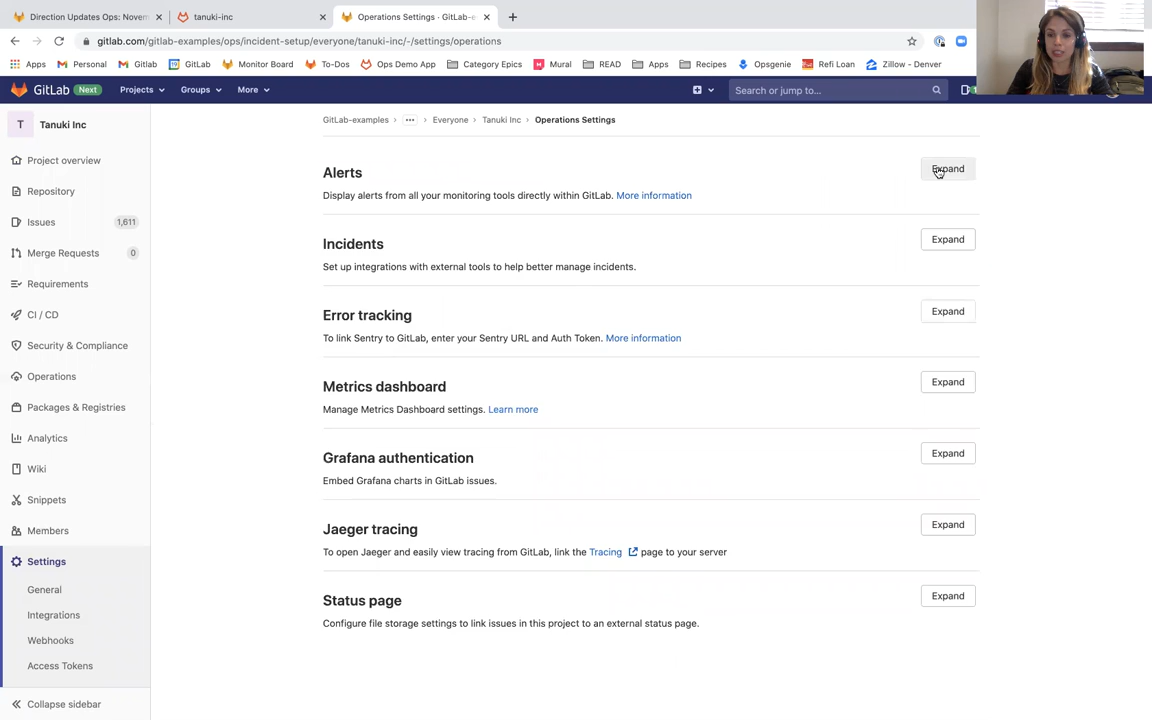 Direction Updates Ops: Novem
tanuki-inc
Operations Settings · GitLab-e
gitlab.com/gitlab-examples/ops/incident-setup/everyone/tanuki-inc/-/settings/operations
Apps Personal Gitlab GitLab Monitor Board To-Dos Ops Demo App Category Epics Mural READ Apps Recipes Opsgenie Refi Loan Zillow - Denver
GitLab Next Projects Groups More Search or jump to...
T Tanuki Inc
GitLab-examples › ••• › Everyone › Tanuki Inc › Operations Settings
Project overview
Repository
Issues 1,611
Merge Requests 0
Requirements
CI / CD
Security & Compliance
Operations
Packages & Registries
Analytics
Wiki
Snippets
Members
Settings
General
Integrations
Webhooks
Access Tokens
Collapse sidebar
Alerts
Expand
Display alerts from all your monitoring tools directly within GitLab. More information
Incidents
Expand
Set up integrations with external tools to help better manage incidents.
Error tracking
Expand
To link Sentry to GitLab, enter your Sentry URL and Auth Token. More information
Metrics dashboard
Expand
Manage Metrics Dashboard settings. Learn more
Grafana authentication
Expand
Embed Grafana charts in GitLab issues.
Jaeger tracing
Expand
To open Jaeger and easily view tracing from GitLab, link the Tracing page to your server
Status page
Expand
Configure file storage settings to link issues in this project to an external status page.